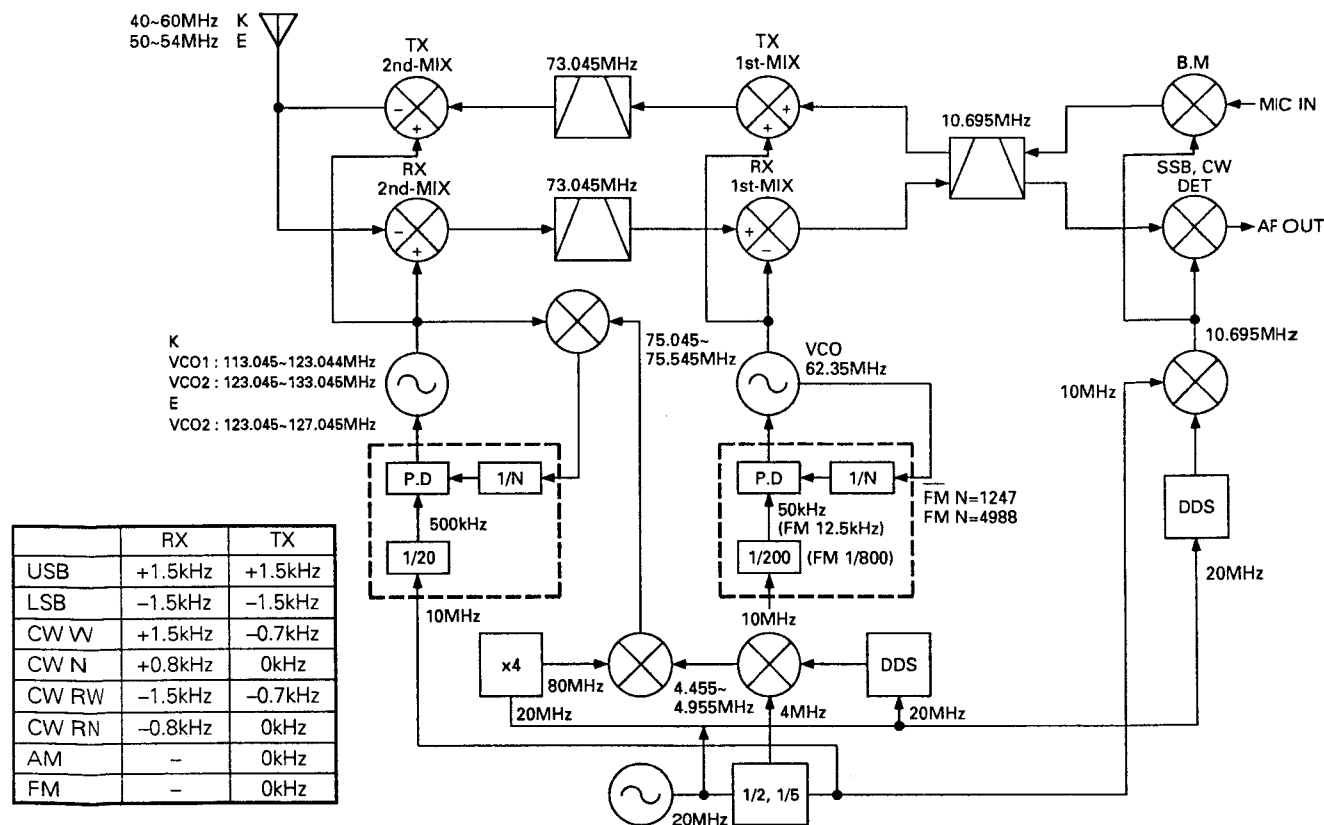 40~60MHz K
50~54MHz E
TX
2nd-MIX
73.045MHz
TX
1st-MIX
B.M
MIC IN
10.695MHz
RX
2nd-MIX
73.045MHz
RX
1st-MIX
SSB, CW
DET
AF OUT
- +
+ +
- +
+ -
K
VCO1 : 113.045~123.044MHz
VCO2 : 123.045~133.045MHz
E
VCO2 : 123.045~127.045MHz
75.045~
75.545MHz
VCO
62.35MHz
10.695MHz
10MHz
P.D
1/N
500kHz
1/20
10MHz
P.D
1/N
50kHz
(FM 12.5kHz)
1/200
(FM 1/800)
10MHz
FM N=1247
FM N=4988
DDS
20MHz
x4
80MHz
20MHz
4.455~
4.955MHz
4MHz
DDS
20MHz
20MHz
1/2, 1/5
RX TX
USB +1.5kHz +1.5kHz
LSB −1.5kHz −1.5kHz
CW W +1.5kHz −0.7kHz
CW N +0.8kHz 0kHz
CW RW −1.5kHz −0.7kHz
CW RN −0.8kHz 0kHz
AM – 0kHz
FM – 0kHz